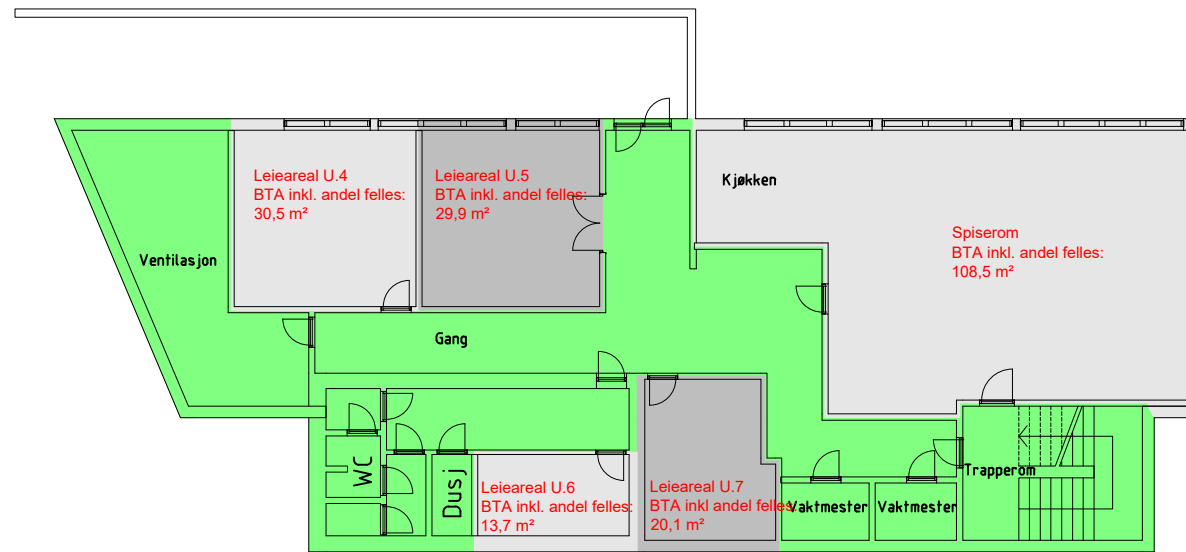 Leieareal U.4
BTA inkl. andel felles:
30,5 m²
Leieareal U.5
BTA inkl. andel felles:
29,9 m²
Kjøkken
Spiserom
BTA inkl. andel felles:
108,5 m²
Ventilasjon
Gang
WC
Dusj
Leieareal U.6
BTA inkl. andel felles:
13,7 m²
Leieareal U.7
BTA inkl andel felles:
20,1 m²
Vaktmester
Vaktmester
Trapperom